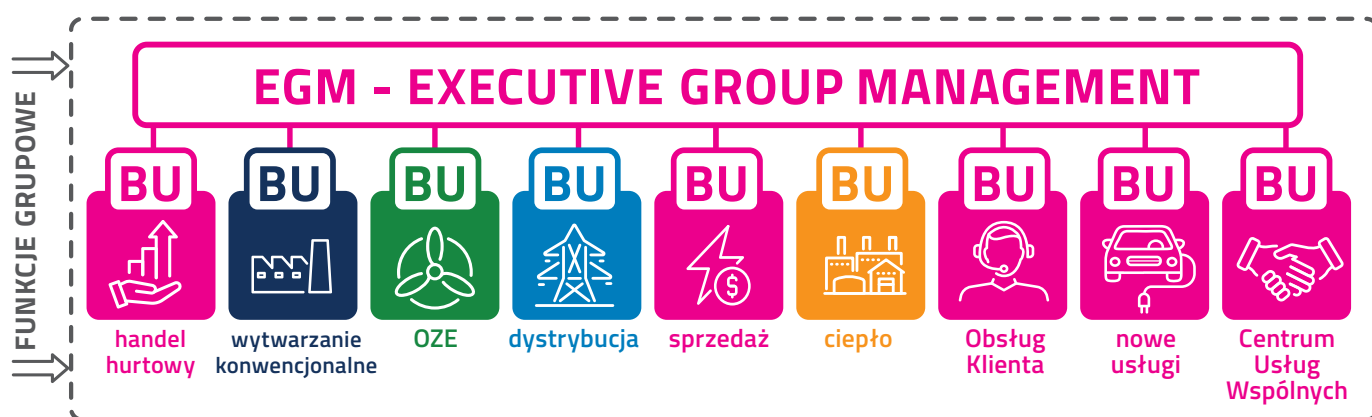 FUNKCJE GRUPOWE
EGM - EXECUTIVE GROUP MANAGEMENT
BU
BU
BU
BU
BU
BU
BU
BU
BU
$
handel
hurtowy
wytwarzanie
konwencjonalne
OZE
dystrybucja
sprzedaż
ciepło
Obsług
Klienta
nowe
usługi
Centrum
Usług
Wspólnych